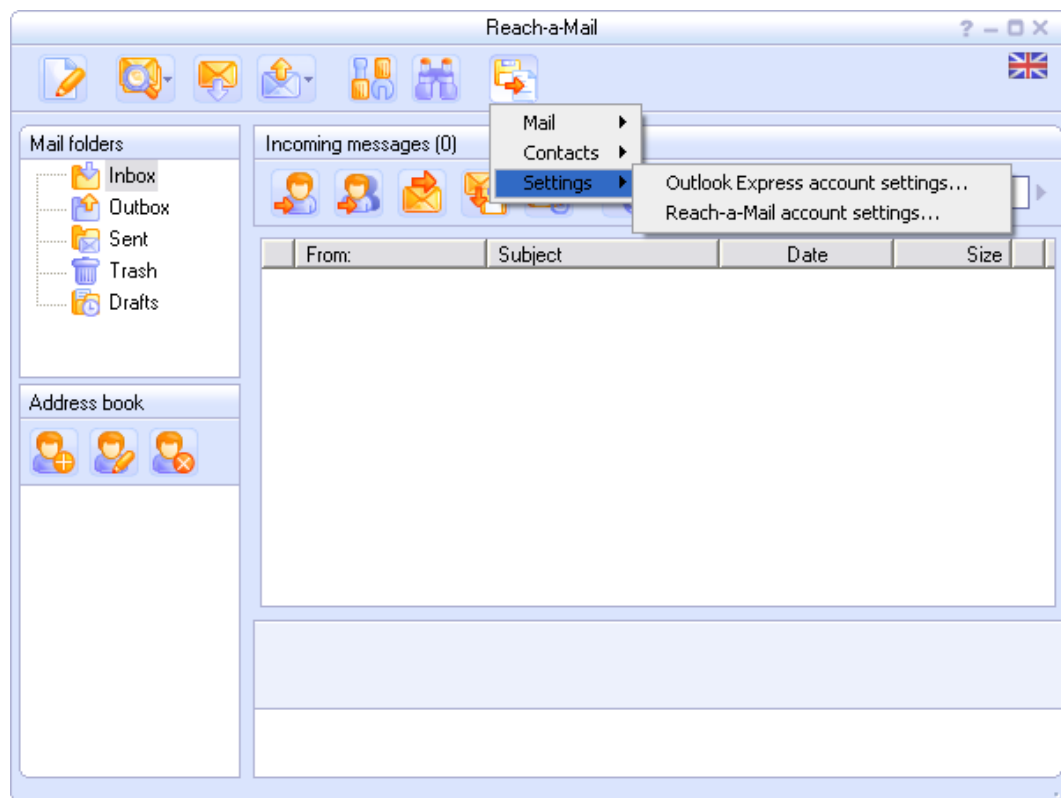 Reach-a-Mail
Mail folders
Inbox
Outbox
Sent
Trash
Drafts
Address book
Incoming messages (0)
Mail
Contacts
Settings
Outlook Express account settings...
Reach-a-Mail account settings...
From: Subject Date Size